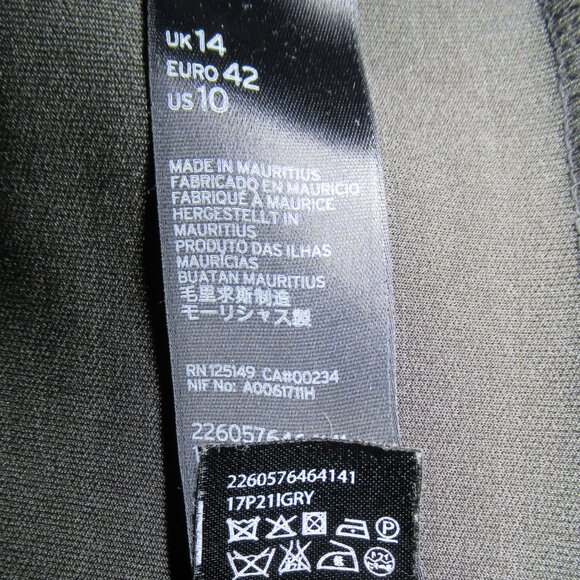 UK 14
EURO 42
US 10
MADE IN MAURITIUS
FABRICADO EN MAURICIO
FABRIQUÉ À MAURICE
HERGESTELLT IN
MAURITIUS
PRODUTO DAS ILHAS
MAURÍCIAS
BUATAN MAURITIUS
毛里求斯制造
モーリシャス製
RN 125149 CA#00234
NIF No: A0061711H
2260576464141
2260576464141
17P21IGRY